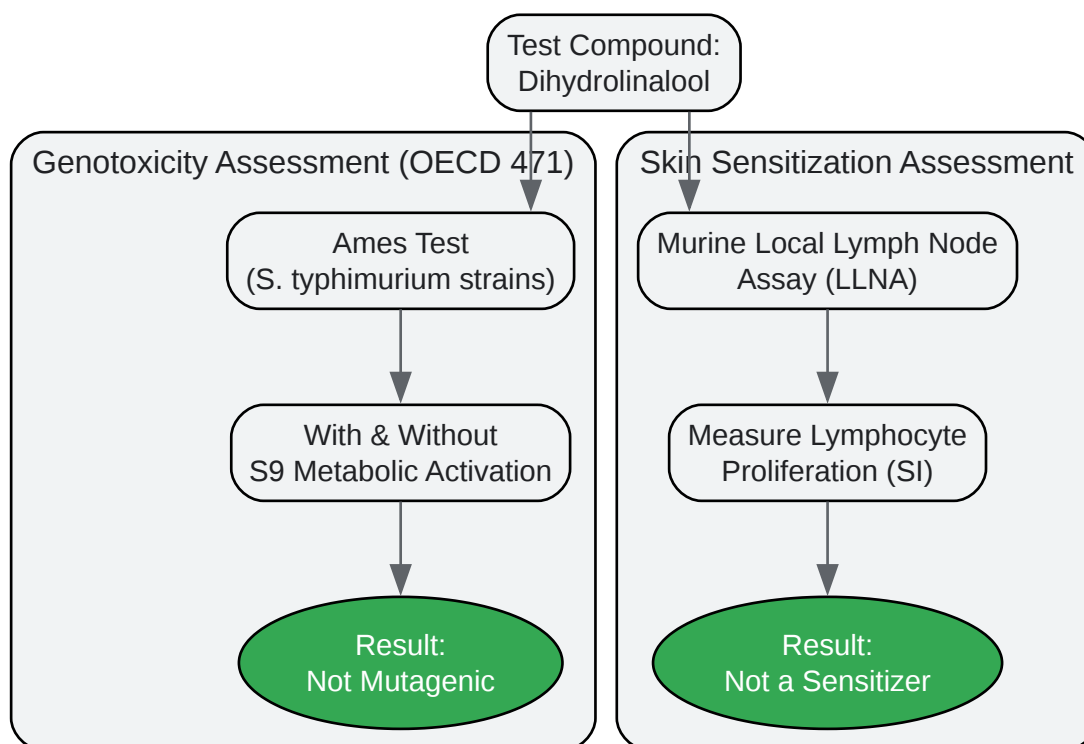 Test Compound:
Dihydrolinalool
Genotoxicity Assessment (OECD 471)
Ames Test
(S. typhimurium strains)
With & Without
S9 Metabolic Activation
Result:
Not Mutagenic
Skin Sensitization Assessment
Murine Local Lymph Node
Assay (LLNA)
Measure Lymphocyte
Proliferation (SI)
Result:
Not a Sensitizer